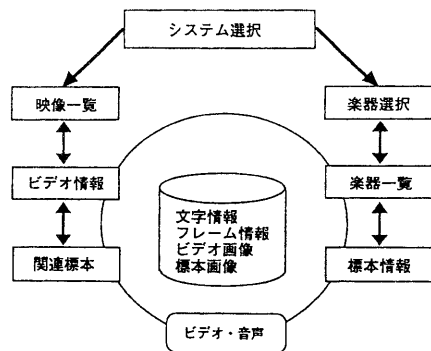 システム選択
映像一覧
楽器選択
ビデオ情報
楽器一覧
文字情報
フレーム情報
ビデオ画像
標本画像
関連標本
標本情報
ビデオ・音声